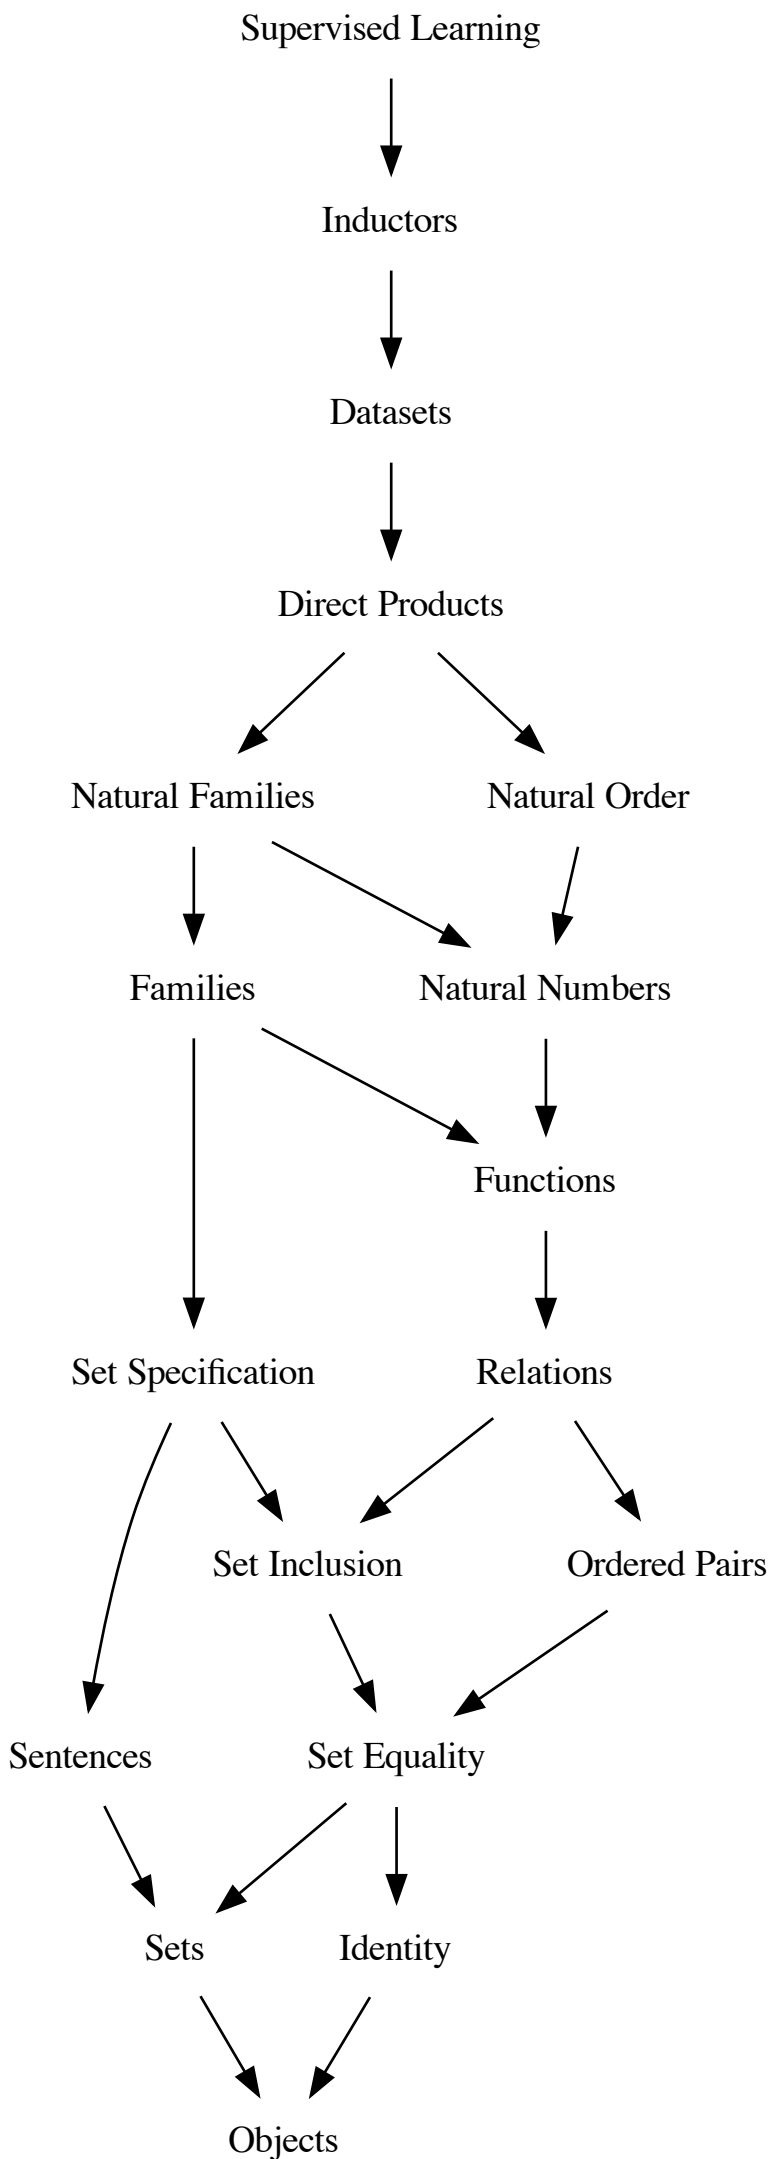 Supervised Learning
Inductors
Datasets
Direct Products
Natural Families
Natural Order
Families
Natural Numbers
Functions
Set Specification
Relations
Set Inclusion
Ordered Pairs
Sentences
Set Equality
Sets
Identity
Objects